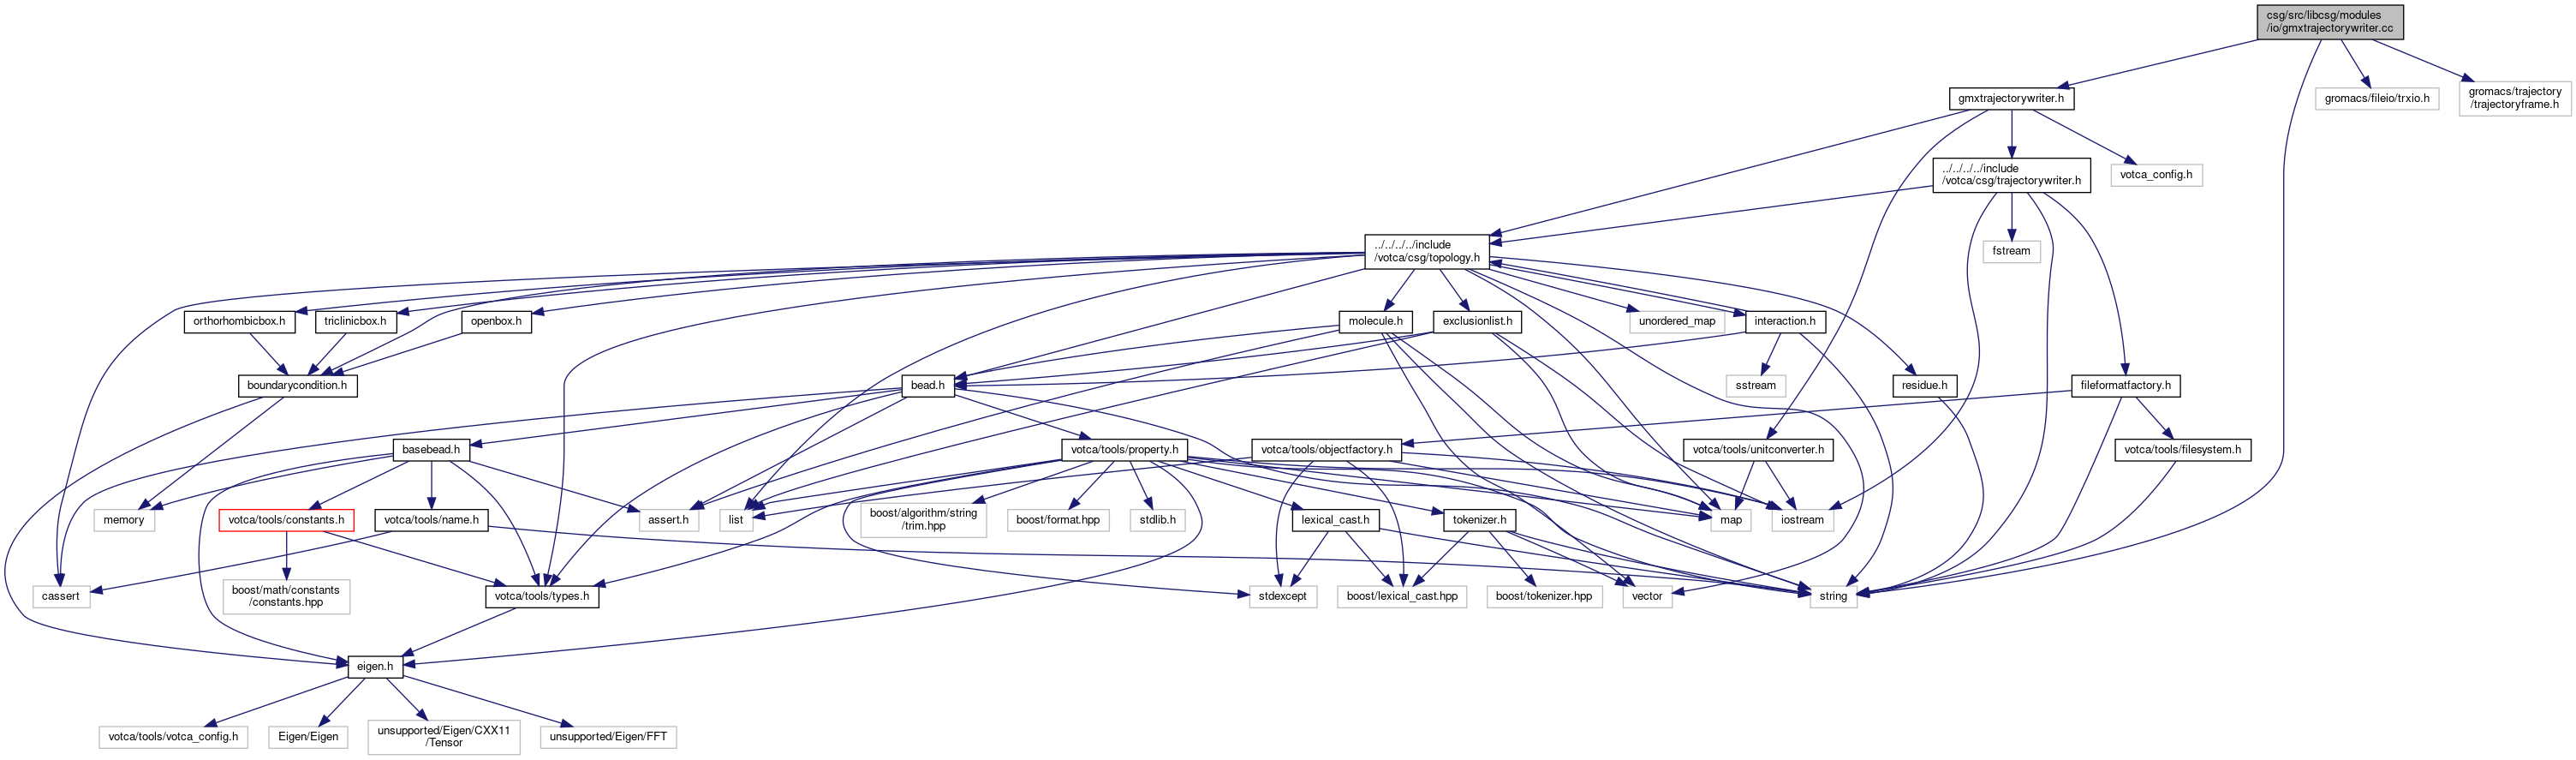 csg/src/libcsg/modules
/io/gmxtrajectorywriter.cc
gmxtrajectorywriter.h
gromacs/fileio/trxio.h
gromacs/trajectory
/trajectoryframe.h
../../../../include
/votca/csg/trajectorywriter.h
votca_config.h
../../../../include
/votca/csg/topology.h
fstream
orthorhombicbox.h
triclinicbox.h
openbox.h
molecule.h
exclusionlist.h
unordered_map
interaction.h
boundarycondition.h
bead.h
sstream
residue.h
fileformatfactory.h
basebead.h
votca/tools/property.h
votca/tools/objectfactory.h
votca/tools/unitconverter.h
votca/tools/filesystem.h
memory
votca/tools/constants.h
votca/tools/name.h
assert.h
list
boost/algorithm/string
/trim.hpp
boost/format.hpp
stdlib.h
lexical_cast.h
tokenizer.h
map
iostream
cassert
boost/math/constants
/constants.hpp
votca/tools/types.h
stdexcept
boost/lexical_cast.hpp
boost/tokenizer.hpp
vector
string
eigen.h
votca/tools/votca_config.h
Eigen/Eigen
unsupported/Eigen/CXX11
/Tensor
unsupported/Eigen/FFT